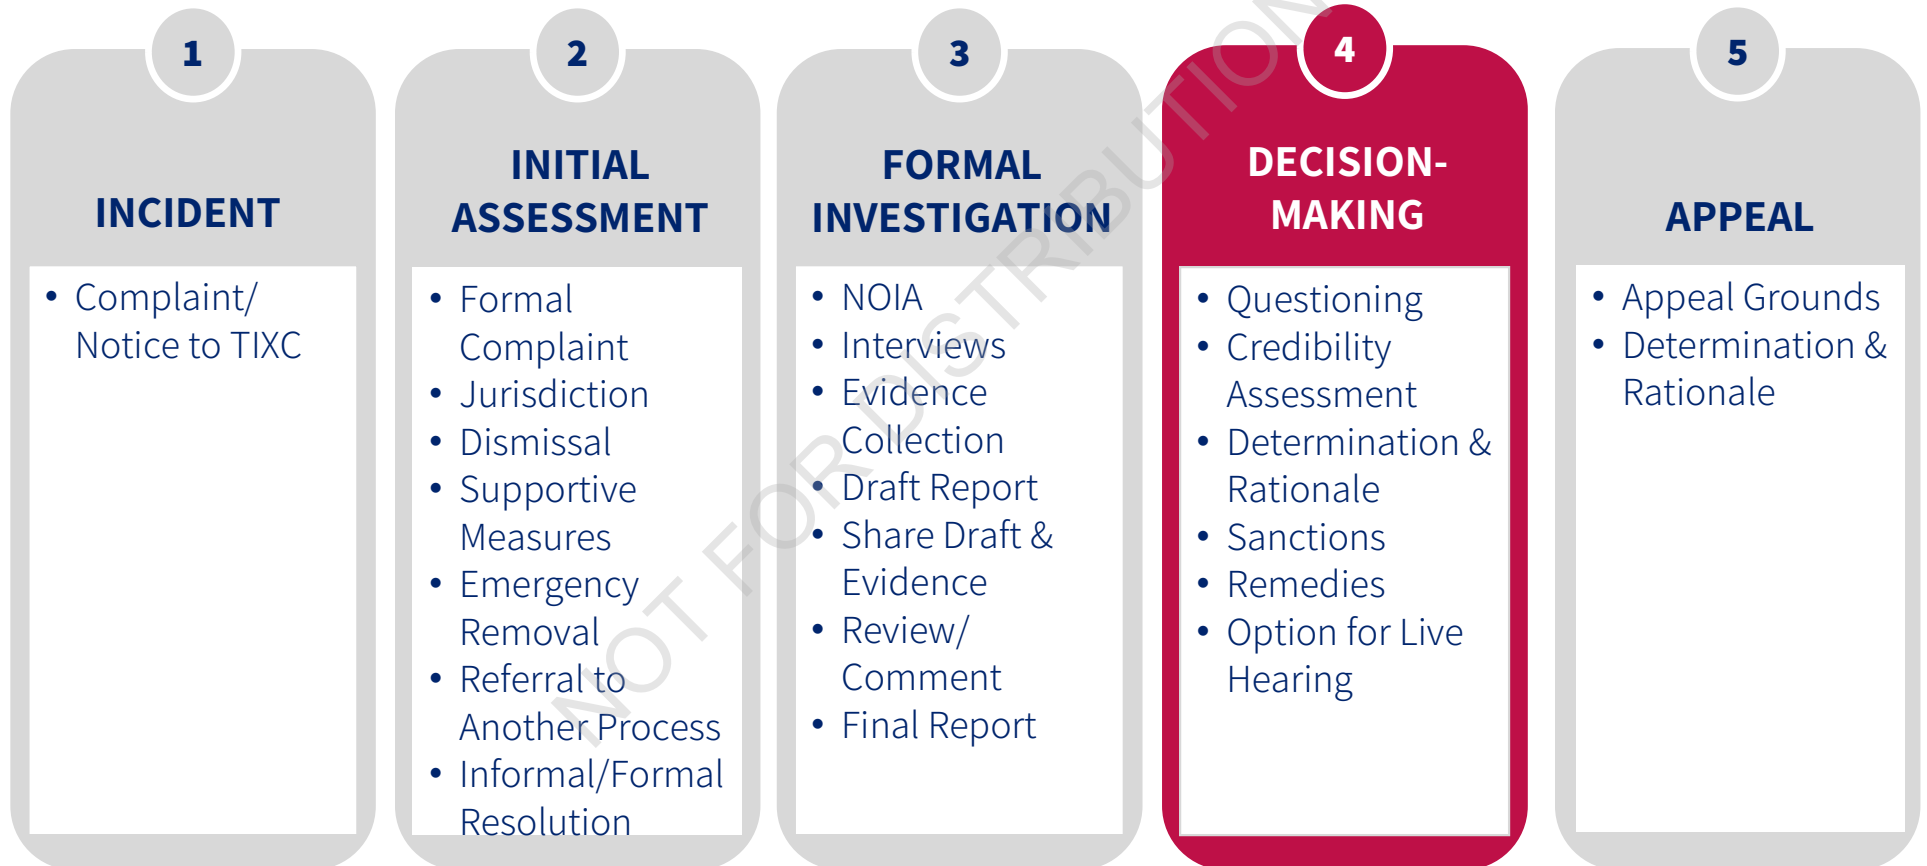 1
INCIDENT
• Complaint/
Notice to TIXC
2
INITIAL
ASSESSMENT
• Formal
Complaint
• Jurisdiction
• Dismissal
• Supportive
Measures
• Emergency
Removal
• Referral to
Another Process
• Informal/Formal
Resolution
3
FORMAL
INVESTIGATION
• NOIA
• Interviews
• Evidence
Collection
• Draft Report
• Share Draft &
Evidence
• Review/
Comment
• Final Report
4
DECISION-
MAKING
• Questioning
• Credibility
Assessment
• Determination &
Rationale
• Sanctions
• Remedies
• Option for Live
Hearing
5
APPEAL
• Appeal Grounds
• Determination &
Rationale
NOT FOR DISTRIBUTION